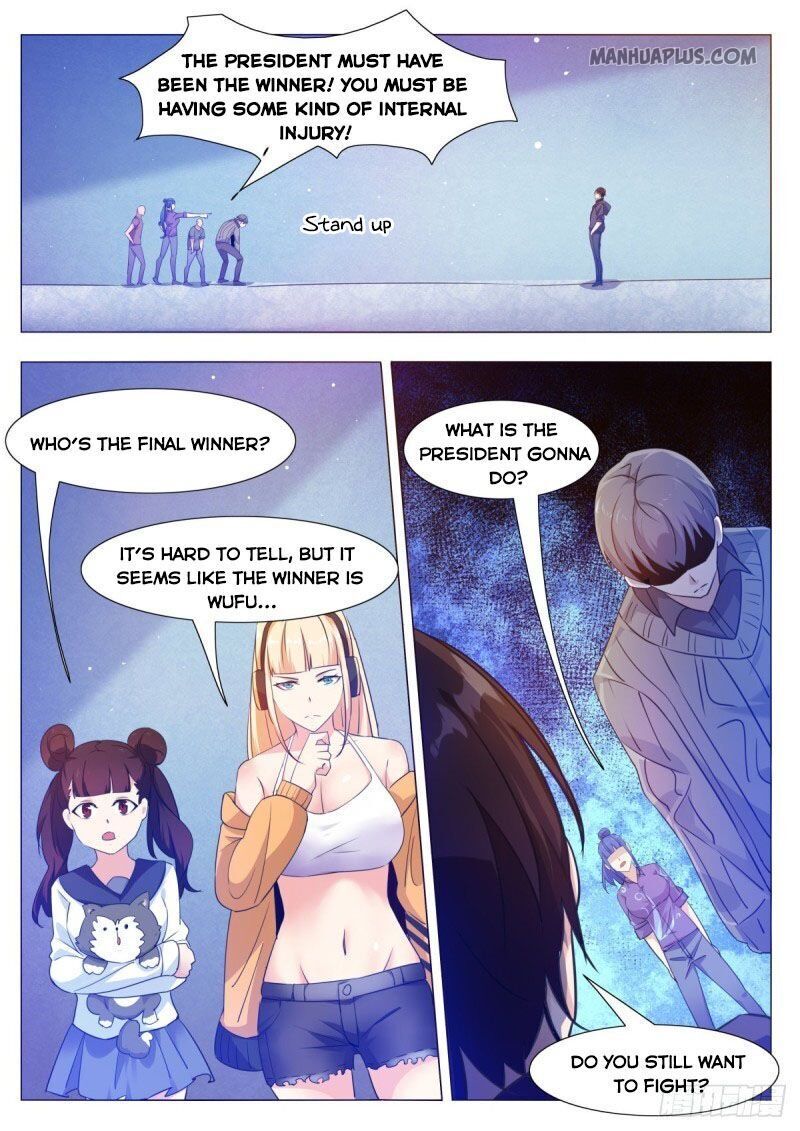 MANHUAPLUS.COM
THE PRESIDENT MUST HAVE
BEEN THE WINNER! YOU MUST BE
HAVING SOME KIND OF INTERNAL
INJURY!
Stand up
WHO'S THE FINAL WINNER?
IT'S HARD TO TELL, BUT IT
SEEMS LIKE THE WINNER IS
WUFU...
WHAT IS THE
PRESIDENT GONNA
DO?
DO YOU STILL WANT
TO FIGHT?